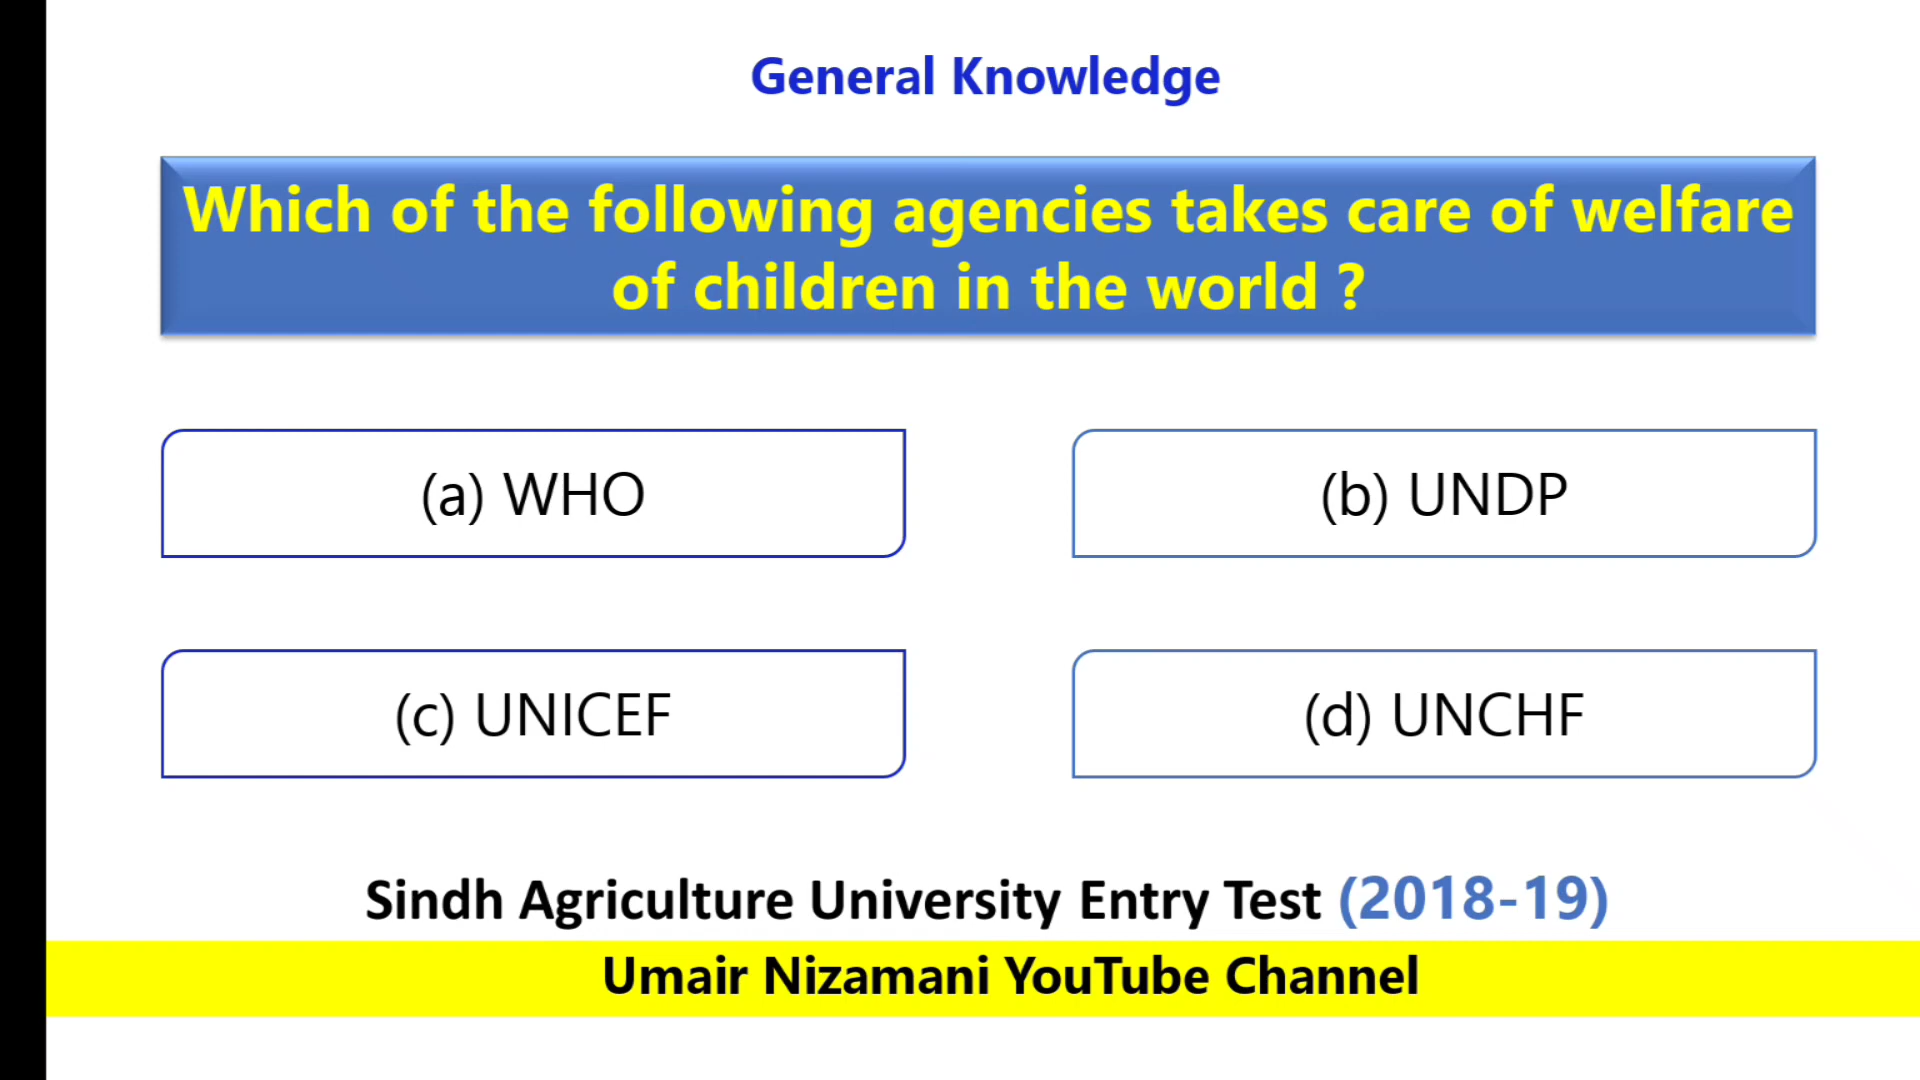 General Knowledge
Which of the following agencies takes care of welfare
of children in the world ?
(a) WHO
(b) UNDP
(c) UNICEF
(d) UNCHF
Sindh Agriculture University Entry Test (2018-19)
Umair Nizamani YouTube Channel